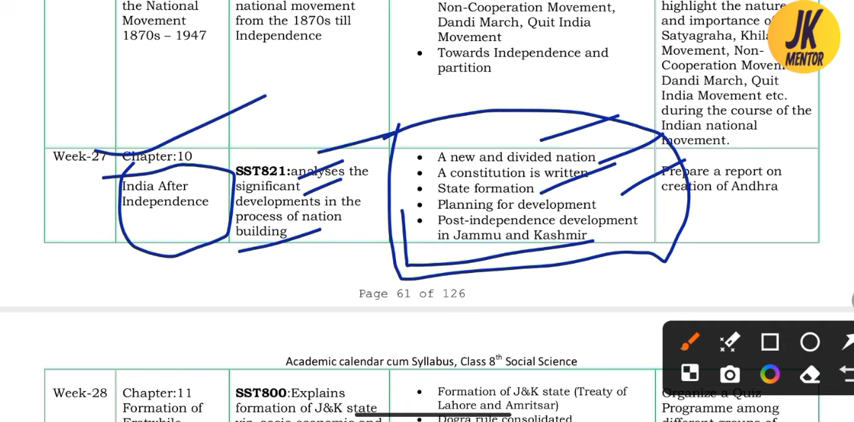 the National
Movement
1870s – 1947
national movement
from the 1870s till
Independence
Non-Cooperation Movement,
Dandi March, Quit India
Movement
• Towards Independence and
partition
highlight the nature
and importance
Satyagraha,
Movement, Non-
Cooperation
Dandi March, Quit
India Movement etc.
during the course of the
Indian national
movement.
JK
MENTOR
Week-27
Chapter:10
India After
Independence
SST821:analyses the
significant
developments in the
process of nation
building
• A new and divided nation
• A constitution is written
• State formation
• Planning for development
• Post-independence development
in Jammu and Kashmir
Prepare a report on
creation of Andhra
Page 61 of 126
Academic calendar cum Syllabus, Class 8th Social Science
Week-28
Chapter:11
Formation of
SST800:Explains
formation of J&K state
• Formation of J&K state (Treaty of
Lahore and Amritsar)
• Dogra rule consolidated
Organize a Quiz
Programme among
different groups of